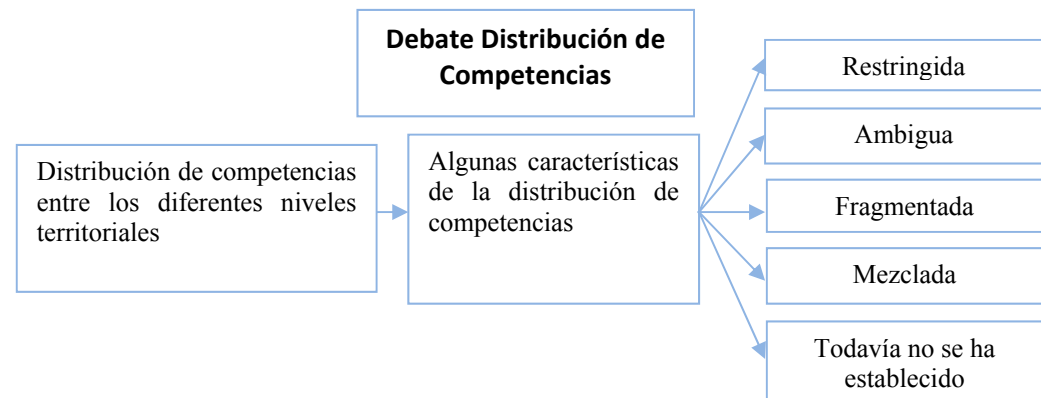 Debate Distribución de
Competencias
Distribución de competencias
entre los diferentes niveles
territoriales
Algunas características
de la distribución de
competencias
Restringida
Ambigua
Fragmentada
Mezclada
Todavía no se ha
establecido